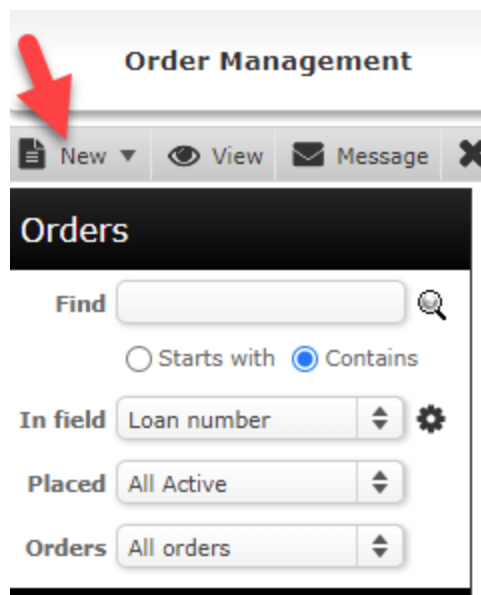 Order Management
New View Message
Orders
Find
Starts with Contains
In field Loan number
Placed All Active
Orders All orders